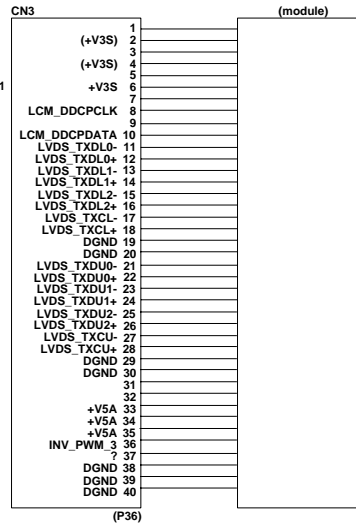 CN3
(module)
1
(+V3S) 2
3
(+V3S) 4
5
1
+V3S 6
7
LCM_DDCPCLK 8
9
LCM_DDCPDATA 10
LVDS_TXDL0- 11
LVDS_TXDL0+ 12
LVDS_TXDL1- 13
LVDS_TXDL1+ 14
LVDS_TXDL2- 15
LVDS_TXDL2+ 16
LVDS_TXCL- 17
LVDS_TXCL+ 18
DGND 19
DGND 20
LVDS_TXDU0- 21
LVDS_TXDU0+ 22
LVDS_TXDU1- 23
LVDS_TXDU1+ 24
LVDS_TXDU2- 25
LVDS_TXDU2+ 26
LVDS_TXCU- 27
LVDS_TXCU+ 28
DGND 29
DGND 30
31
32
+V5A 33
+V5A 34
+V5A 35
INV_PWM_3 36
? 37
DGND 38
DGND 39
DGND 40
(P36)